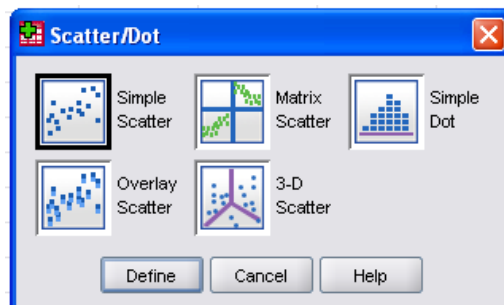 Scatter/Dot
Simple
Scatter
Matrix
Scatter
Simple
Dot
Overlay
Scatter
3-D
Scatter
Define
Cancel
Help